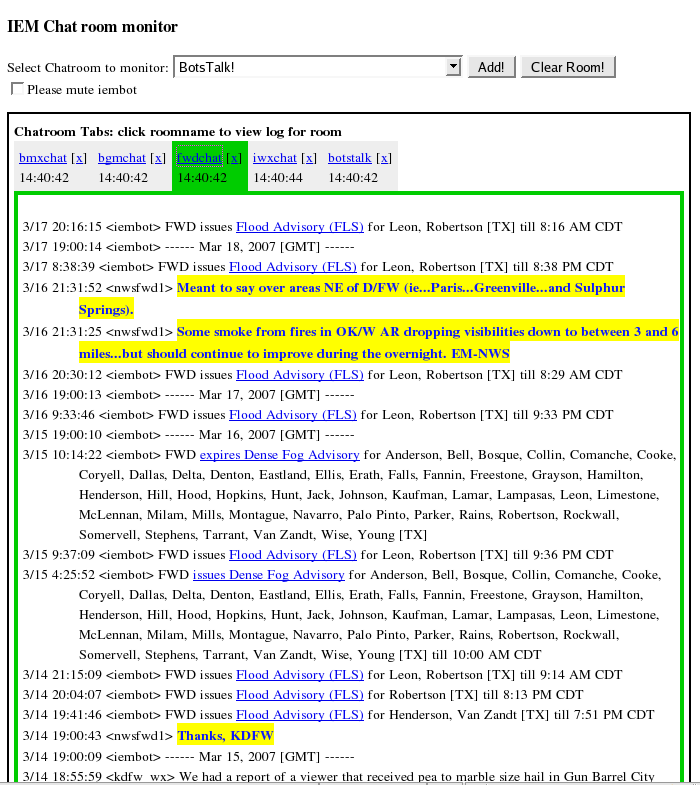 IEM Chat room monitor
Select Chatroom to monitor: BotsTalk! Add! Clear Room!
Please mute iembot
Chatroom Tabs: click roomname to view log for room
bmxchat [x] bgmchat [x] fwdchat [x] iwxchat [x] botstalk [x]
14:40:42 14:40:42 14:40:42 14:40:44 14:40:42
3/17 20:16:15 <iembot> FWD issues Flood Advisory (FLS) for Leon, Robertson [TX] till 8:16 AM CDT
3/17 19:00:14 <iembot> ------ Mar 18, 2007 [GMT] ------
3/17 8:38:39 <iembot> FWD issues Flood Advisory (FLS) for Leon, Robertson [TX] till 8:38 PM CDT
3/16 21:31:52 <nwsfwd1> Meant to say over areas NE of D/FW (ie...Paris...Greenville...and Sulphur
Springs).
3/16 21:31:25 <nwsfwd1> Some smoke from fires in OK/W AR dropping visibilities down to between 3 and 6
miles...but should continue to improve during the overnight. EM-NWS
3/16 20:30:12 <iembot> FWD issues Flood Advisory (FLS) for Leon, Robertson [TX] till 8:29 AM CDT
3/16 19:00:13 <iembot> ------ Mar 17, 2007 [GMT] ------
3/16 9:33:46 <iembot> FWD issues Flood Advisory (FLS) for Leon, Robertson [TX] till 9:33 PM CDT
3/15 19:00:10 <iembot> ------ Mar 16, 2007 [GMT] ------
3/15 10:14:22 <iembot> FWD expires Dense Fog Advisory for Anderson, Bell, Bosque, Collin, Comanche, Cooke,
Coryell, Dallas, Delta, Denton, Eastland, Ellis, Erath, Falls, Fannin, Freestone, Grayson, Hamilton,
Henderson, Hill, Hood, Hopkins, Hunt, Jack, Johnson, Kaufman, Lamar, Lampasas, Leon, Limestone,
McLennan, Milam, Mills, Montague, Navarro, Palo Pinto, Parker, Rains, Robertson, Rockwall,
Somervell, Stephens, Tarrant, Van Zandt, Wise, Young [TX]
3/15 9:37:09 <iembot> FWD issues Flood Advisory (FLS) for Leon, Robertson [TX] till 9:36 PM CDT
3/15 4:25:52 <iembot> FWD issues Dense Fog Advisory for Anderson, Bell, Bosque, Collin, Comanche, Cooke,
Coryell, Dallas, Delta, Denton, Eastland, Ellis, Erath, Falls, Fannin, Freestone, Grayson, Hamilton,
Henderson, Hill, Hood, Hopkins, Hunt, Jack, Johnson, Kaufman, Lamar, Lampasas, Leon, Limestone,
McLennan, Milam, Mills, Montague, Navarro, Palo Pinto, Parker, Rains, Robertson, Rockwall,
Somervell, Stephens, Tarrant, Van Zandt, Wise, Young [TX] till 10:00 AM CDT
3/14 21:15:09 <iembot> FWD issues Flood Advisory (FLS) for Leon, Robertson [TX] till 9:14 AM CDT
3/14 20:04:07 <iembot> FWD issues Flood Advisory (FLS) for Robertson [TX] till 8:13 PM CDT
3/14 19:41:46 <iembot> FWD issues Flood Advisory (FLS) for Henderson, Van Zandt [TX] till 7:51 PM CDT
3/14 19:00:43 <nwsfwd1> Thanks, KDFW
3/14 19:00:09 <iembot> ------ Mar 15, 2007 [GMT] ------
3/14 18:55:59 <kdfw_wx> We had a report of a viewer that received pea to marble size hail in Gun Barrel City